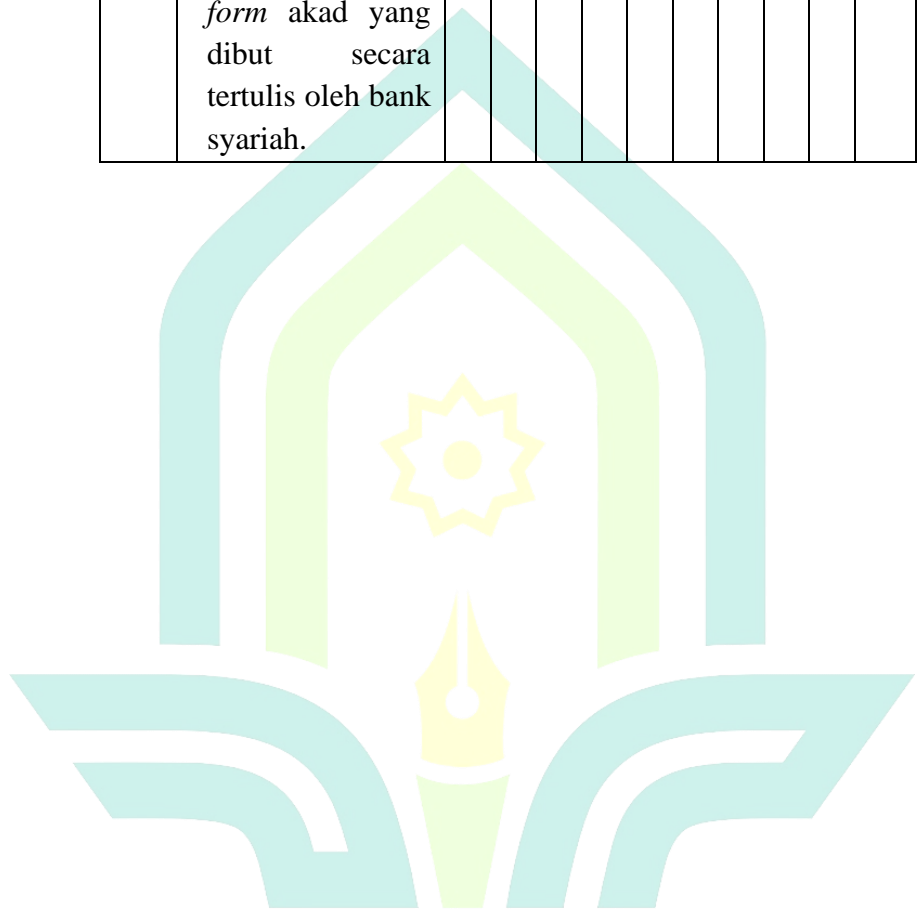 form akad yang
dibut secara
tertulis oleh bank
syariah.